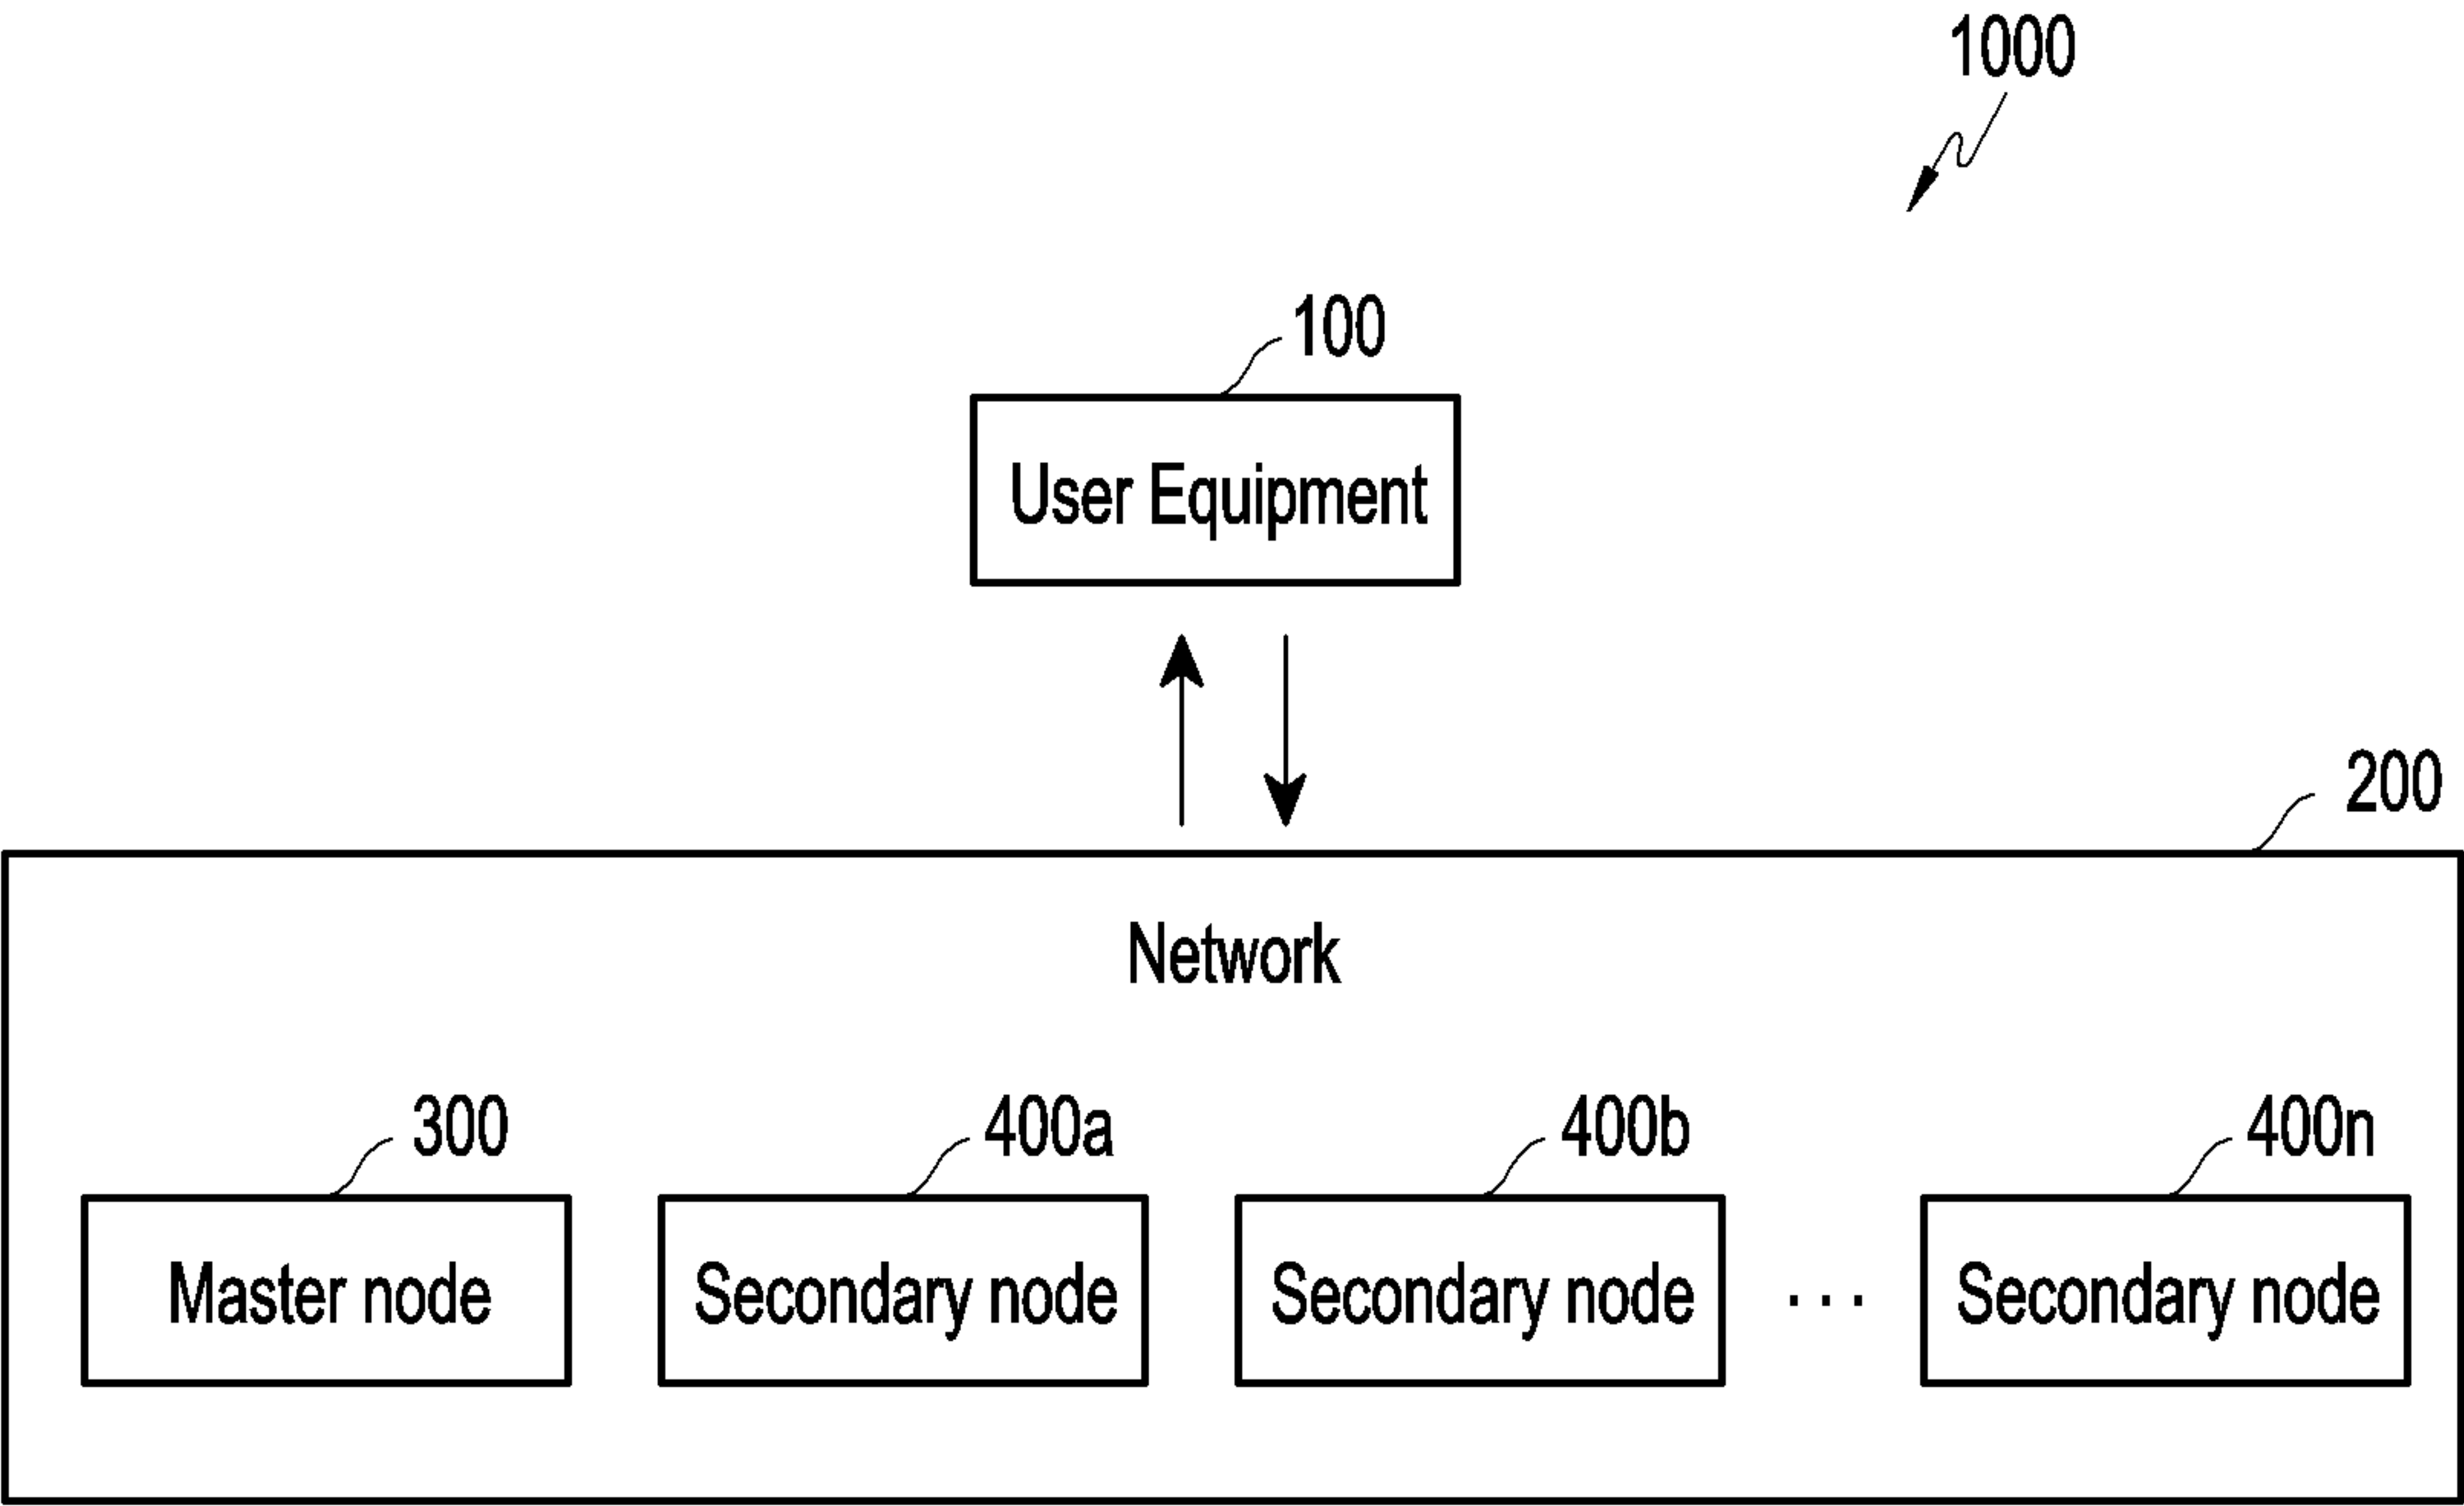 1000
100
User Equipment
200
Network
300 400a 400b 400n
Master node Secondary node Secondary node ... Secondary node